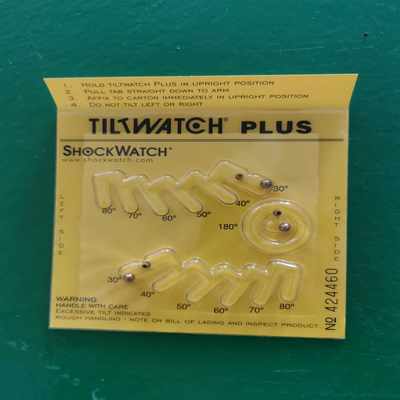 1. HOLD TILTWATCH PLUS IN UPRIGHT POSITION
2. PULL TAB STRAIGHT DOWN TO ARM
3. AFFIX TO CARTON IMMEDIATELY IN UPRIGHT POSITION
4. DO NOT TILT LEFT OR RIGHT
TILTWATCH® PLUS
SHOCKWATCH®
www.shockwatch.com
LEFT SIDE
80° 70° 60° 50° 40° 30°
180°
RIGHT SIDE
30° 40° 50° 60° 70° 80°
WARNING
HANDLE WITH CARE
EXCESSIVE TILT INDICATES
ROUGH HANDLING - NOTE ON BILL OF LADING AND INSPECT PRODUCT
№ 424460